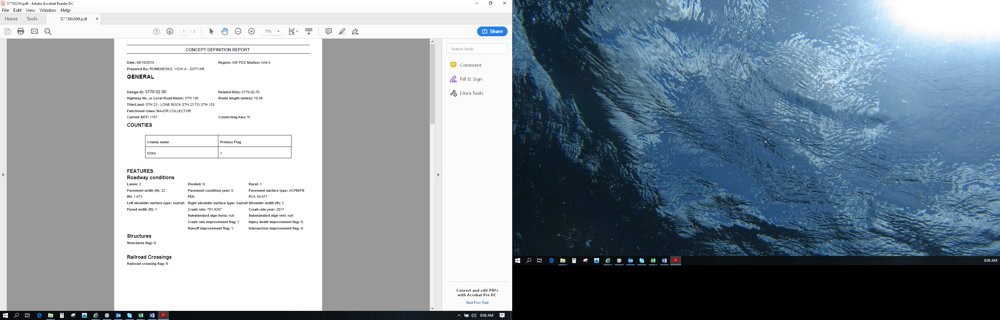 57700200.pdf - Adobe Acrobat Reader DC
File Edit View Window Help
Home Tools 57700200.pdf ×
1 / 3 75% Share
CONCEPT DEFINITION REPORT
Date: 06/18/2019 Region: SW PDS Madison Unit 4
Prepared By: ROMENESKO, VICKI A - DOTVAR
GENERAL
Design ID: 5770 02 00 Related ID(s): 5770-02-70
Highway No. or Local Road Name: STH 130 Route length (miles): 10.98
Title/Limit: STH 23 - LONE ROCK STH 23 TO STH 133
Functional class: MAJOR COLLECTOR
Current ADT: 1157 Connecting hwy: N
COUNTIES
County name Primary Flag
IOWA Y
FEATURES
Roadway conditions
Lanes: 2 Divided: N Rural: Y
Pavement width (ft): 22 Pavement condition year: 0 Pavement surface type: ACPM/FB
IRI: 1.473 PDI: PCI: 39.877
Left shoulder surface type: Asphalt Right shoulder surface type: Asphalt Shoulder width (ft): 3
Paved width (ft): 1 Crash rate: 791.4247 Crash rate year: 2017
Substandard algn horiz: null Substandard algn vert: null
Crash rate improvement flag: Y Injury death improvement flag: N
Runoff improvement flag: Y Intersection improvement flag: N
Structures
Structures flag: N
Railroad Crossings
Railroad crossing flag: N
Search tools
Comment
Fill & Sign
More Tools
Convert and edit PDFs
with Acrobat Pro DC
Start Free Trial
8:06 AM
8:06 AM